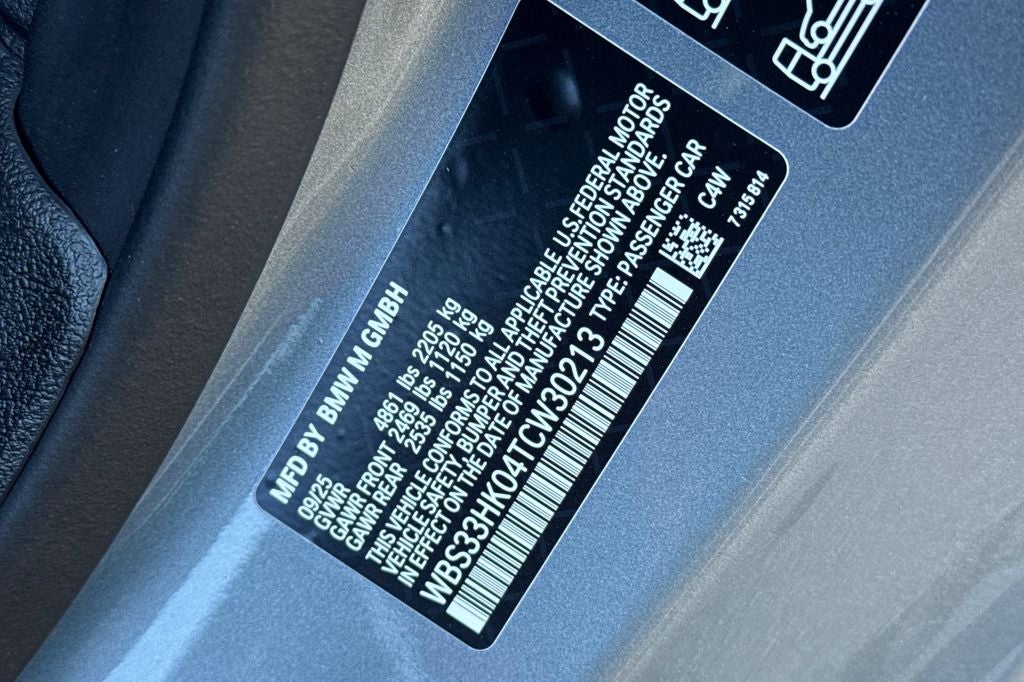 MFD BY BMW M GMBH
09/25
GVWR 4861 lbs 2205 kg
GAWR FRONT 2469 lbs 1120 kg
GAWR REAR 2535 lbs 1150 kg
THIS VEHICLE CONFORMS TO ALL APPLICABLE U.S.FEDERAL MOTOR
VEHICLE SAFETY, BUMPER AND THEFT PREVENTION STANDARDS
IN EFFECT ON THE DATE OF MANUFACTURE SHOWN ABOVE.
WBS33HK04TCW30213 TYPE: PASSENGER CAR
C4W
7315814